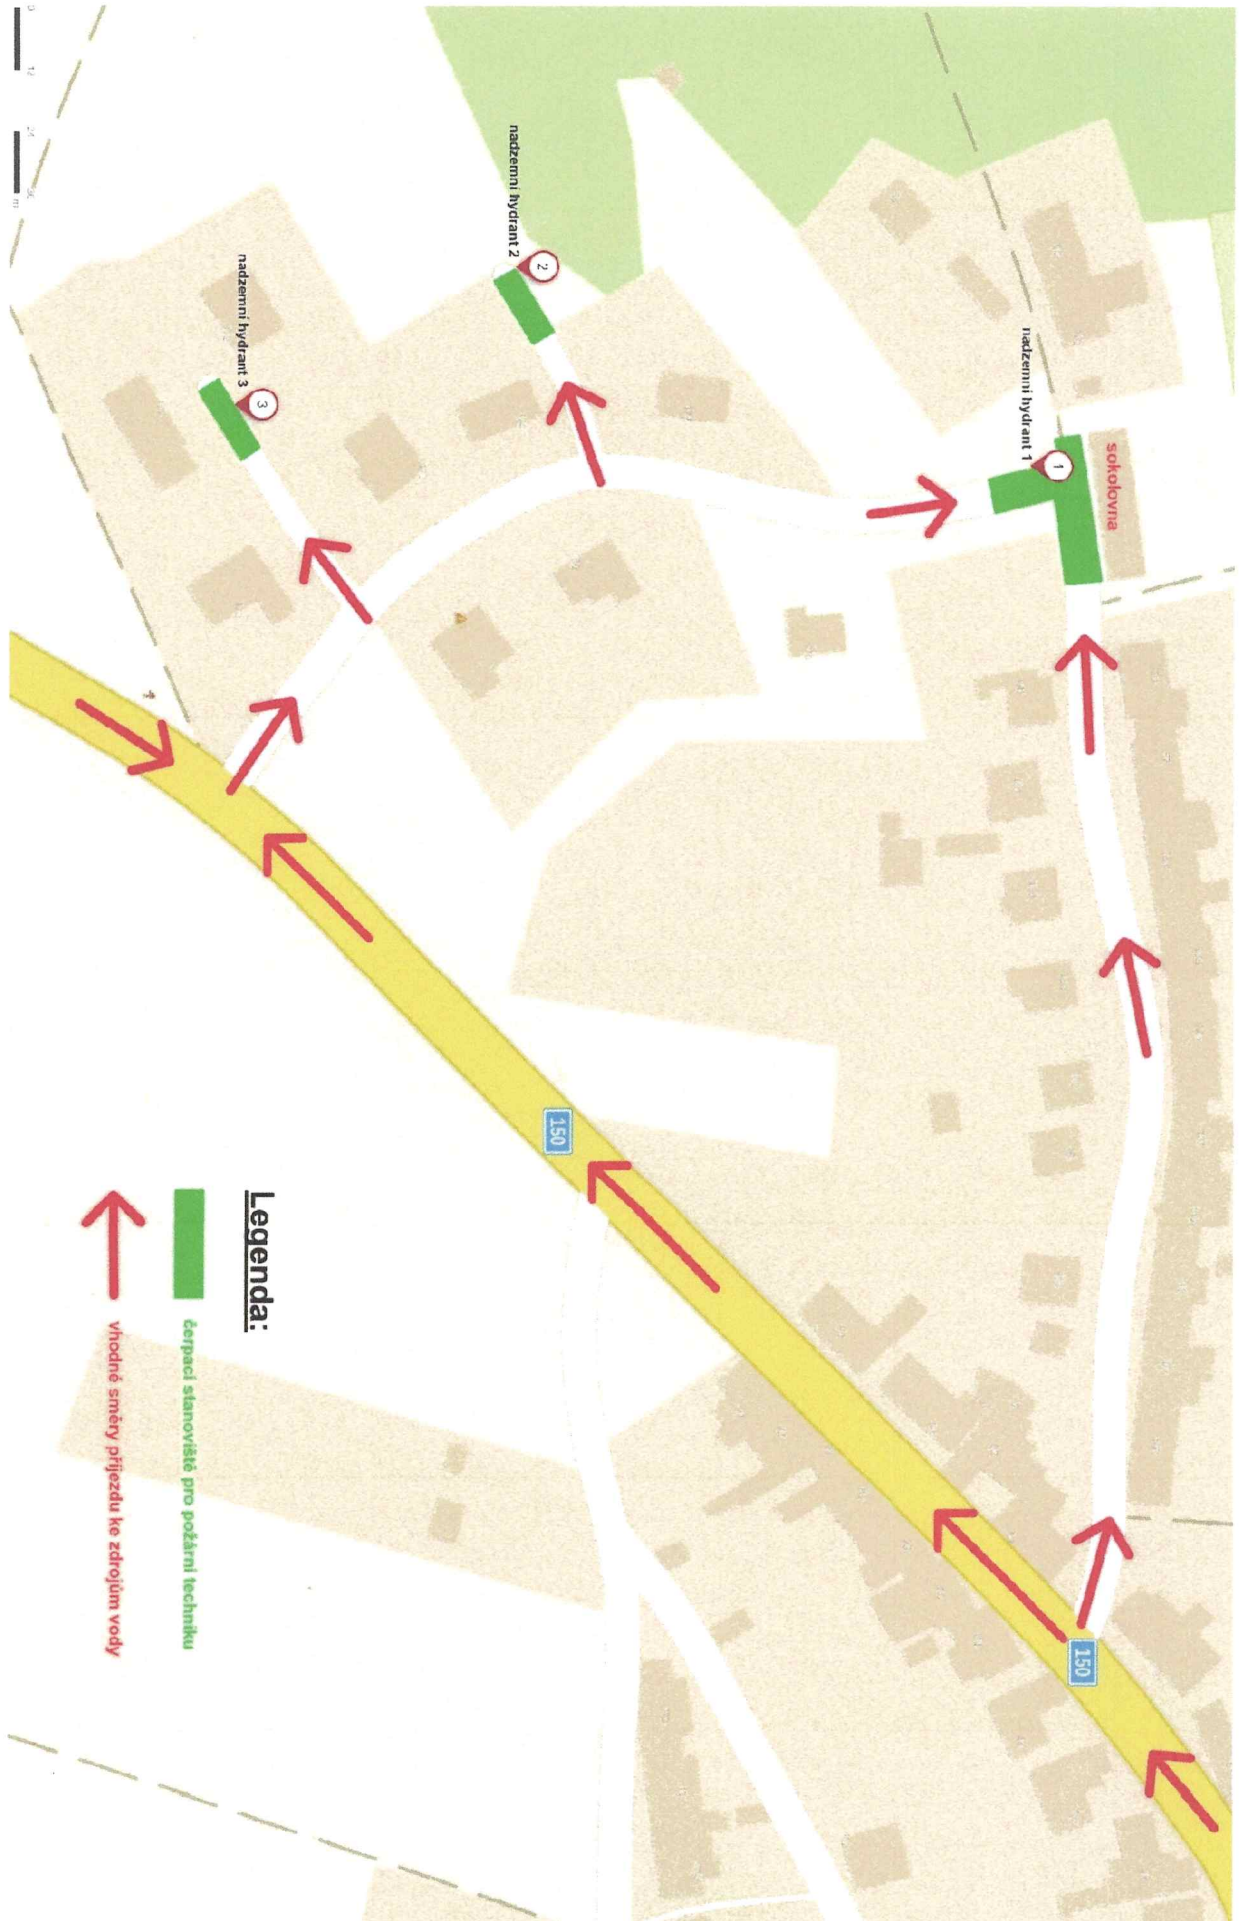 sokolovna
nadzemní hydrant 1
1
nadzemní hydrant 2
2
nadzemní hydrant 3
3
150
150
Legenda:
čerpací stanoviště pro požární techniku
vhodné směry příjezdu ke zdrojům vody